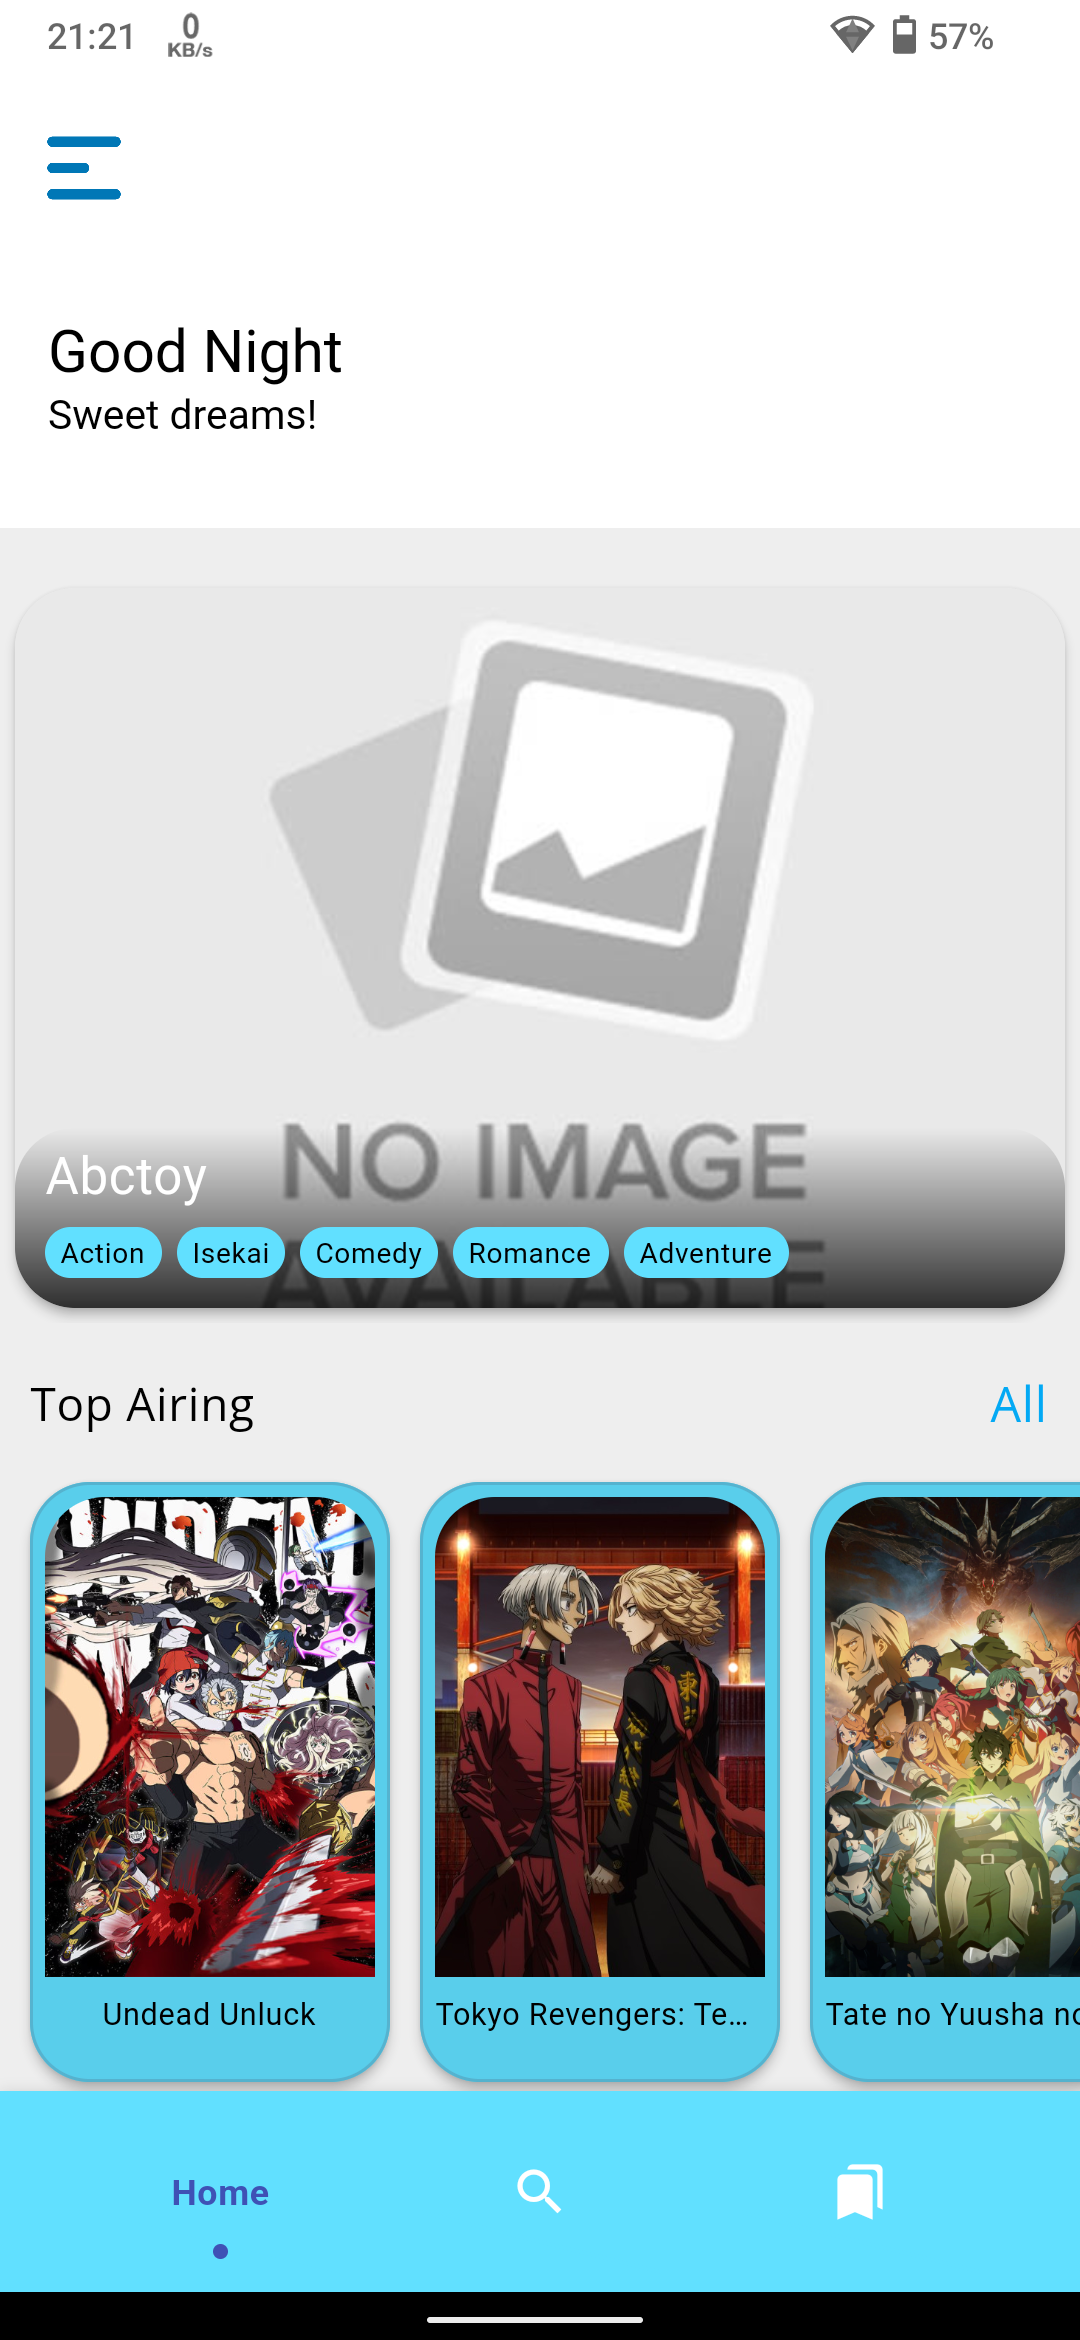 21:21
0
KB/s
57%
Good Night
Sweet dreams!
NO IMAGE
AVAILABLE
Abctoy
Action
Isekai
Comedy
Romance
Adventure
Top Airing
All
Undead Unluck
Tokyo Revengers: Te...
Tate no Yuusha no
Home